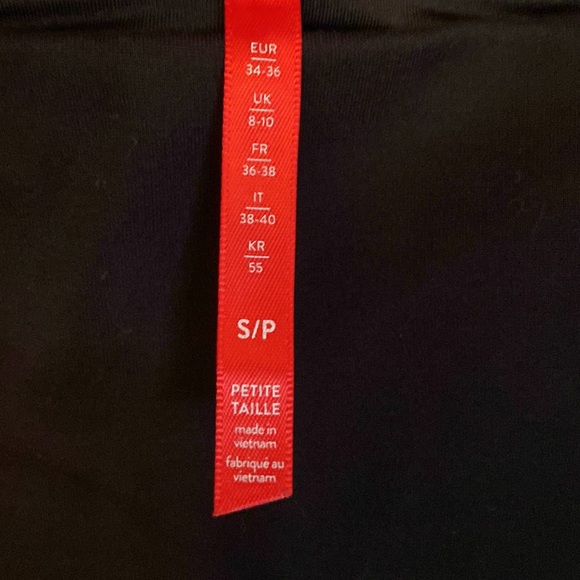 EUR
34-36
UK
8-10
FR
36-38
IT
38-40
KR
55
S/P
PETITE
TAILLE
made in
vietnam
fabriqué au
vietnam